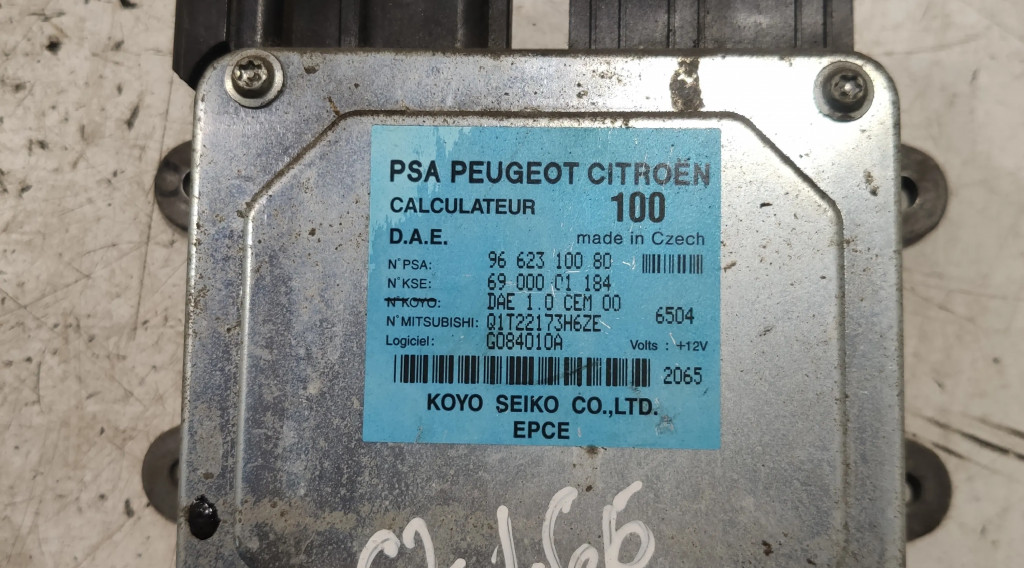 PSA PEUGEOT CITROËN
CALCULATEUR 100
D.A.E. made in Czech
N°PSA: 96 623 100 80
N°KSE: 69 000 01 184
N°KOYO: DAE 1.0 CEM 00
N°MITSUBISHI: Q1T22173H6ZE 6504
Logiciel: G084010A Volts : +12V
2065
KOYO SEIKO CO.,LTD.
EPCE